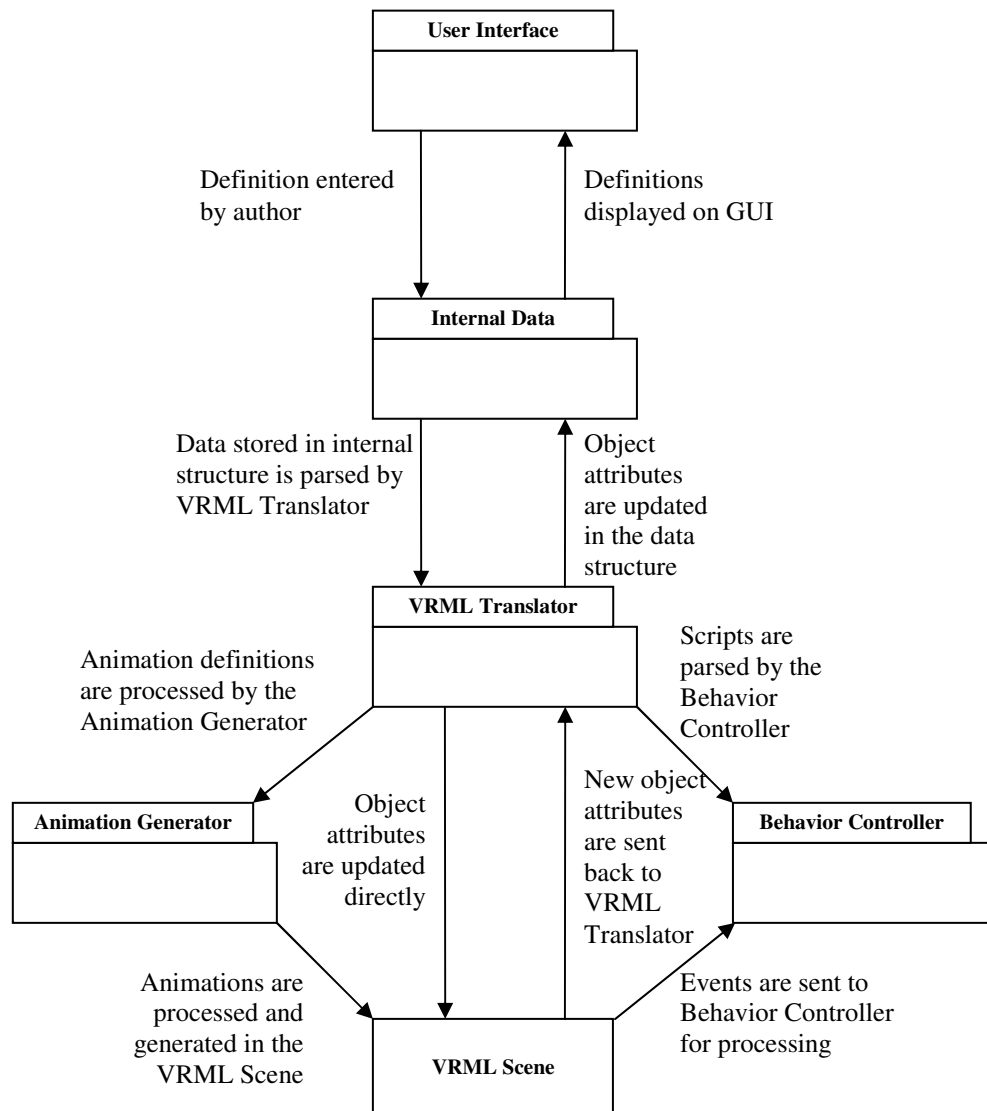 User Interface
Definition entered
by author
Definitions
displayed on GUI
Internal Data
Data stored in internal
structure is parsed by
VRML Translator
Object
attributes
are updated
in the data
structure
VRML Translator
Animation definitions
are processed by the
Animation Generator
Scripts are
parsed by the
Behavior
Controller
Animation Generator
Object
attributes
are updated
directly
New object
attributes
are sent
back to
VRML
Translator
Behavior Controller
Animations are
processed and
generated in the
VRML Scene
VRML Scene
Events are sent to
Behavior Controller
for processing